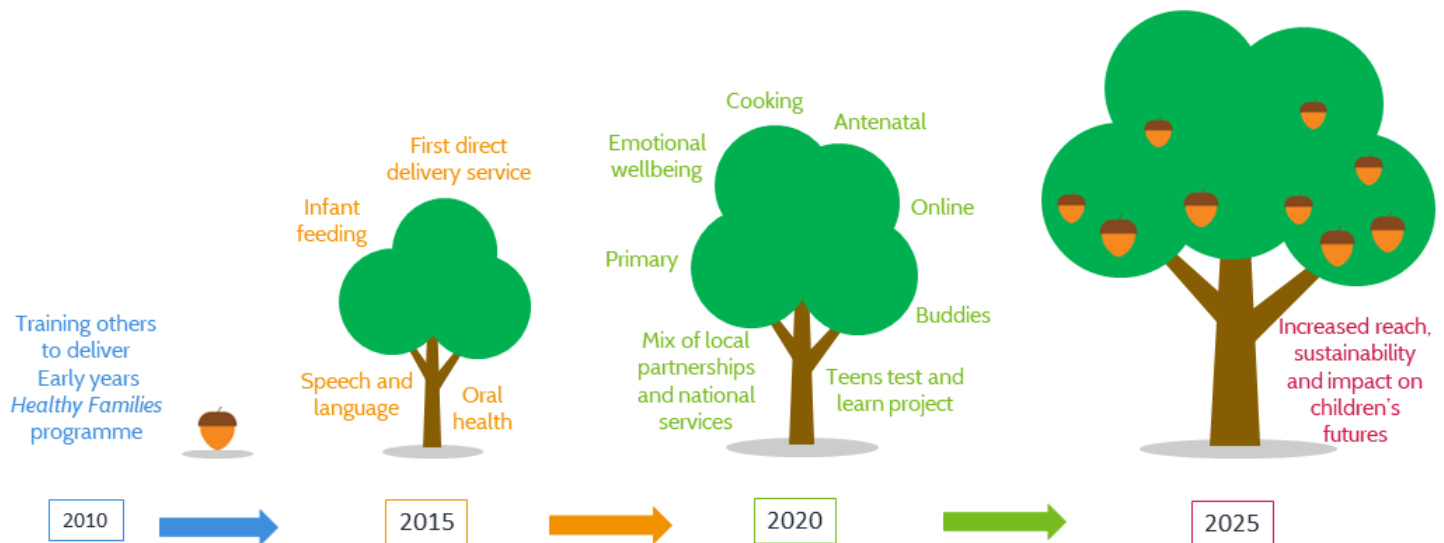 Training others
to deliver
Early years
Healthy Families
programme
2010
First direct
delivery service
Infant
feeding
Speech and
language
Oral
health
2015
Cooking
Antenatal
Emotional
wellbeing
Online
Primary
Buddies
Mix of local
partnerships
and national
services
Teens test and
learn project
2020
Increased reach,
sustainability
and impact on
children's
futures
2025